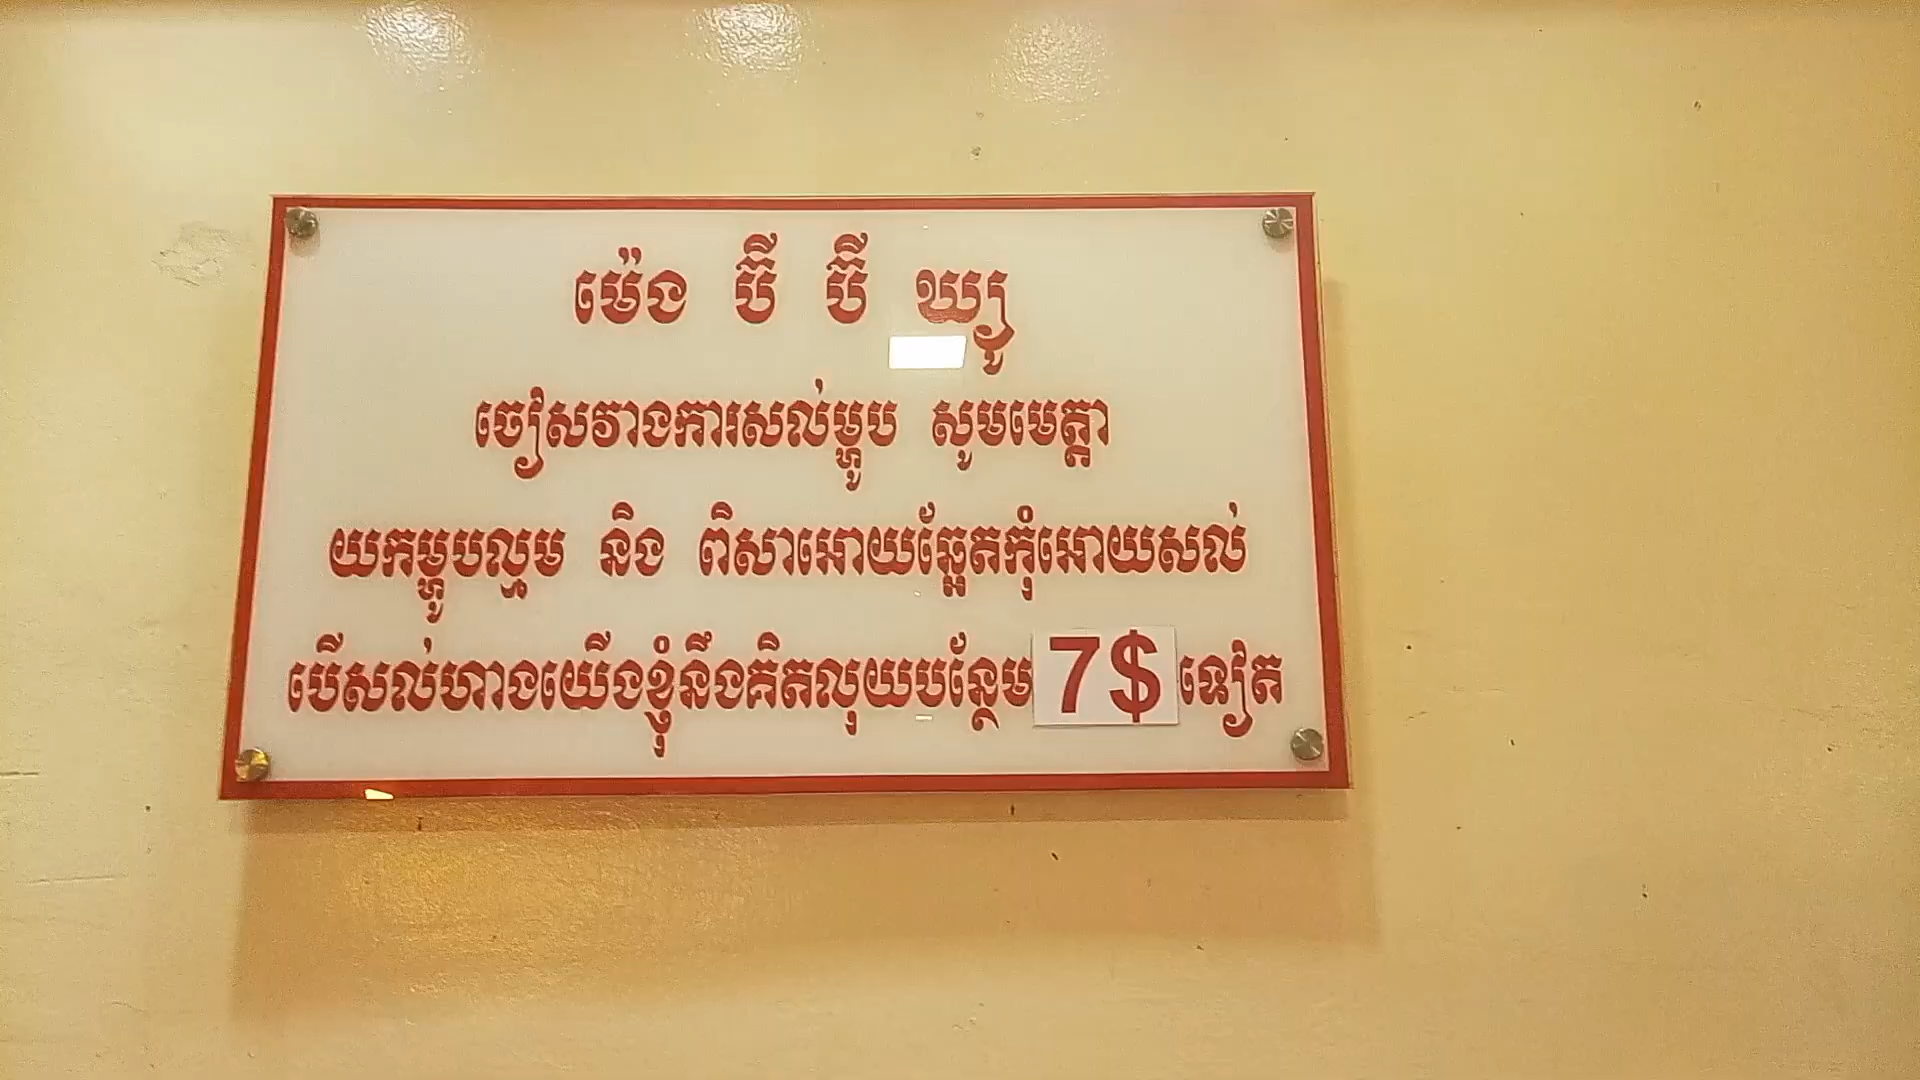 ម៉េង ប៊ី ប៊ី ឃ្យូ
ចៀសវាងការសល់ម្ហូប សូមមេត្តា
យកម្ហូបល្មម និង ពិសាអោយឆ្អែតកុំអោយសល់
បើសល់ហាងយើងខ្ញុំនឹងគិតលុយបន្ថែម 7$ ទៀត